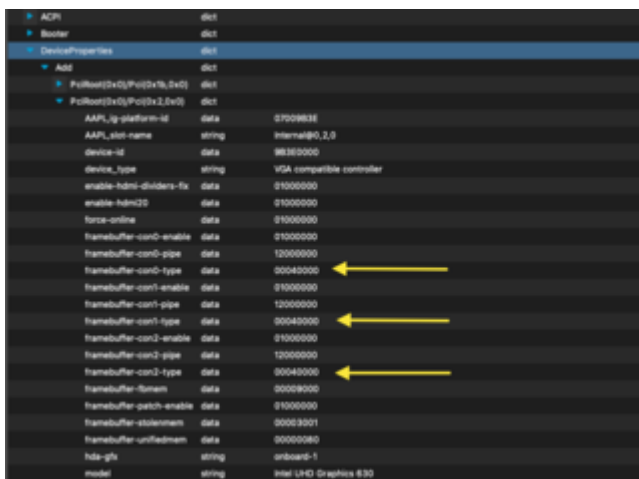 ACPI dict
Booter dict
DeviceProperties dict
Add dict
PciRoot(0x0)/Pci(0x1b,0x0) dict
PciRoot(0x0)/Pci(0x2,0x0) dict
AAPL,ig-platform-id data 07009B3E
AAPL,slot-name string Internal@0,2,0
device-id data 9B3E0000
device_type string VGA compatible controller
enable-hdmi-dividers-fix data 01000000
enable-hdmi20 data 01000000
force-online data 01000000
framebuffer-con0-enable data 01000000
framebuffer-con0-pipe data 12000000
framebuffer-con0-type data 00040000
framebuffer-con1-enable data 01000000
framebuffer-con1-pipe data 12000000
framebuffer-con1-type data 00040000
framebuffer-con2-enable data 01000000
framebuffer-con2-pipe data 12000000
framebuffer-con2-type data 00040000
framebuffer-fbmem data 00009000
framebuffer-patch-enable data 01000000
framebuffer-stolenmem data 00003001
framebuffer-unifiedmem data 00000080
hda-gfx string onboard-1
model string Intel UHD Graphics 630